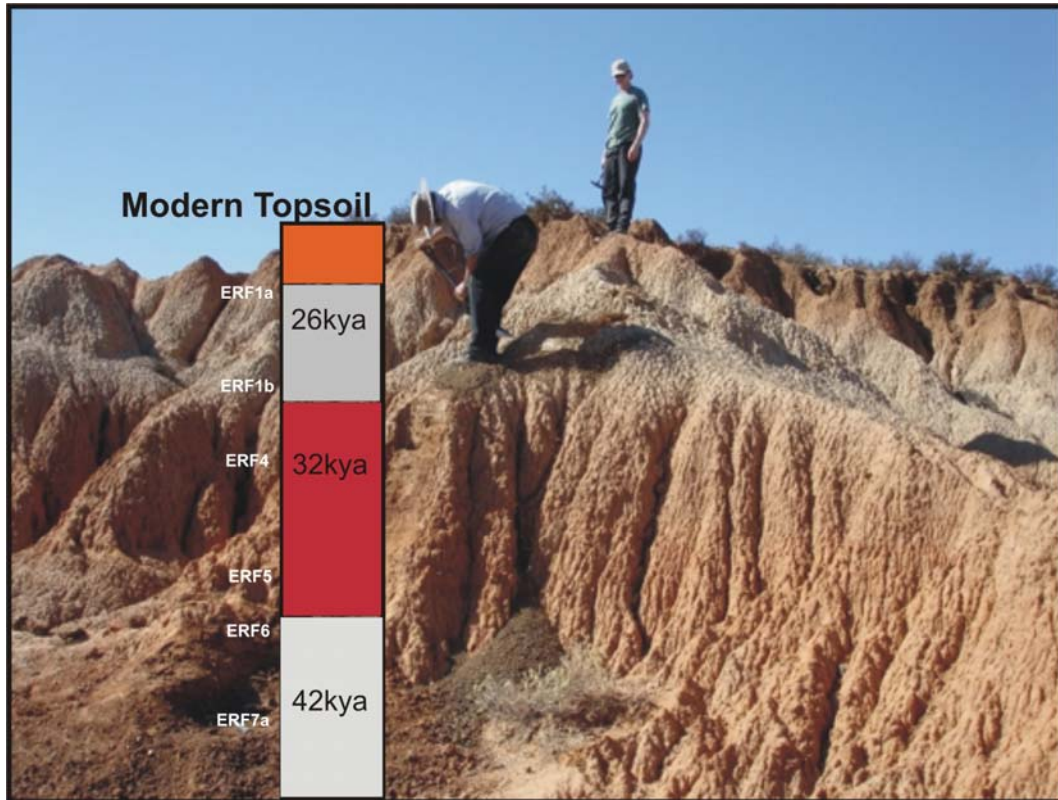 Modern Topsoil
ERF1a
26kya
ERF1b
ERF4
32kya
ERF5
ERF6
42kya
ERF7a